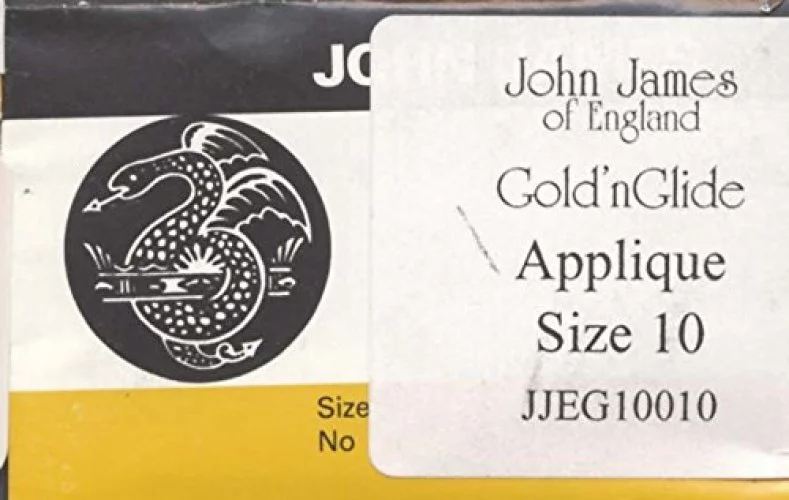 JO
John James
of England
Gold'nGlide
Applique
Size 10
JJEG10010
Size
No